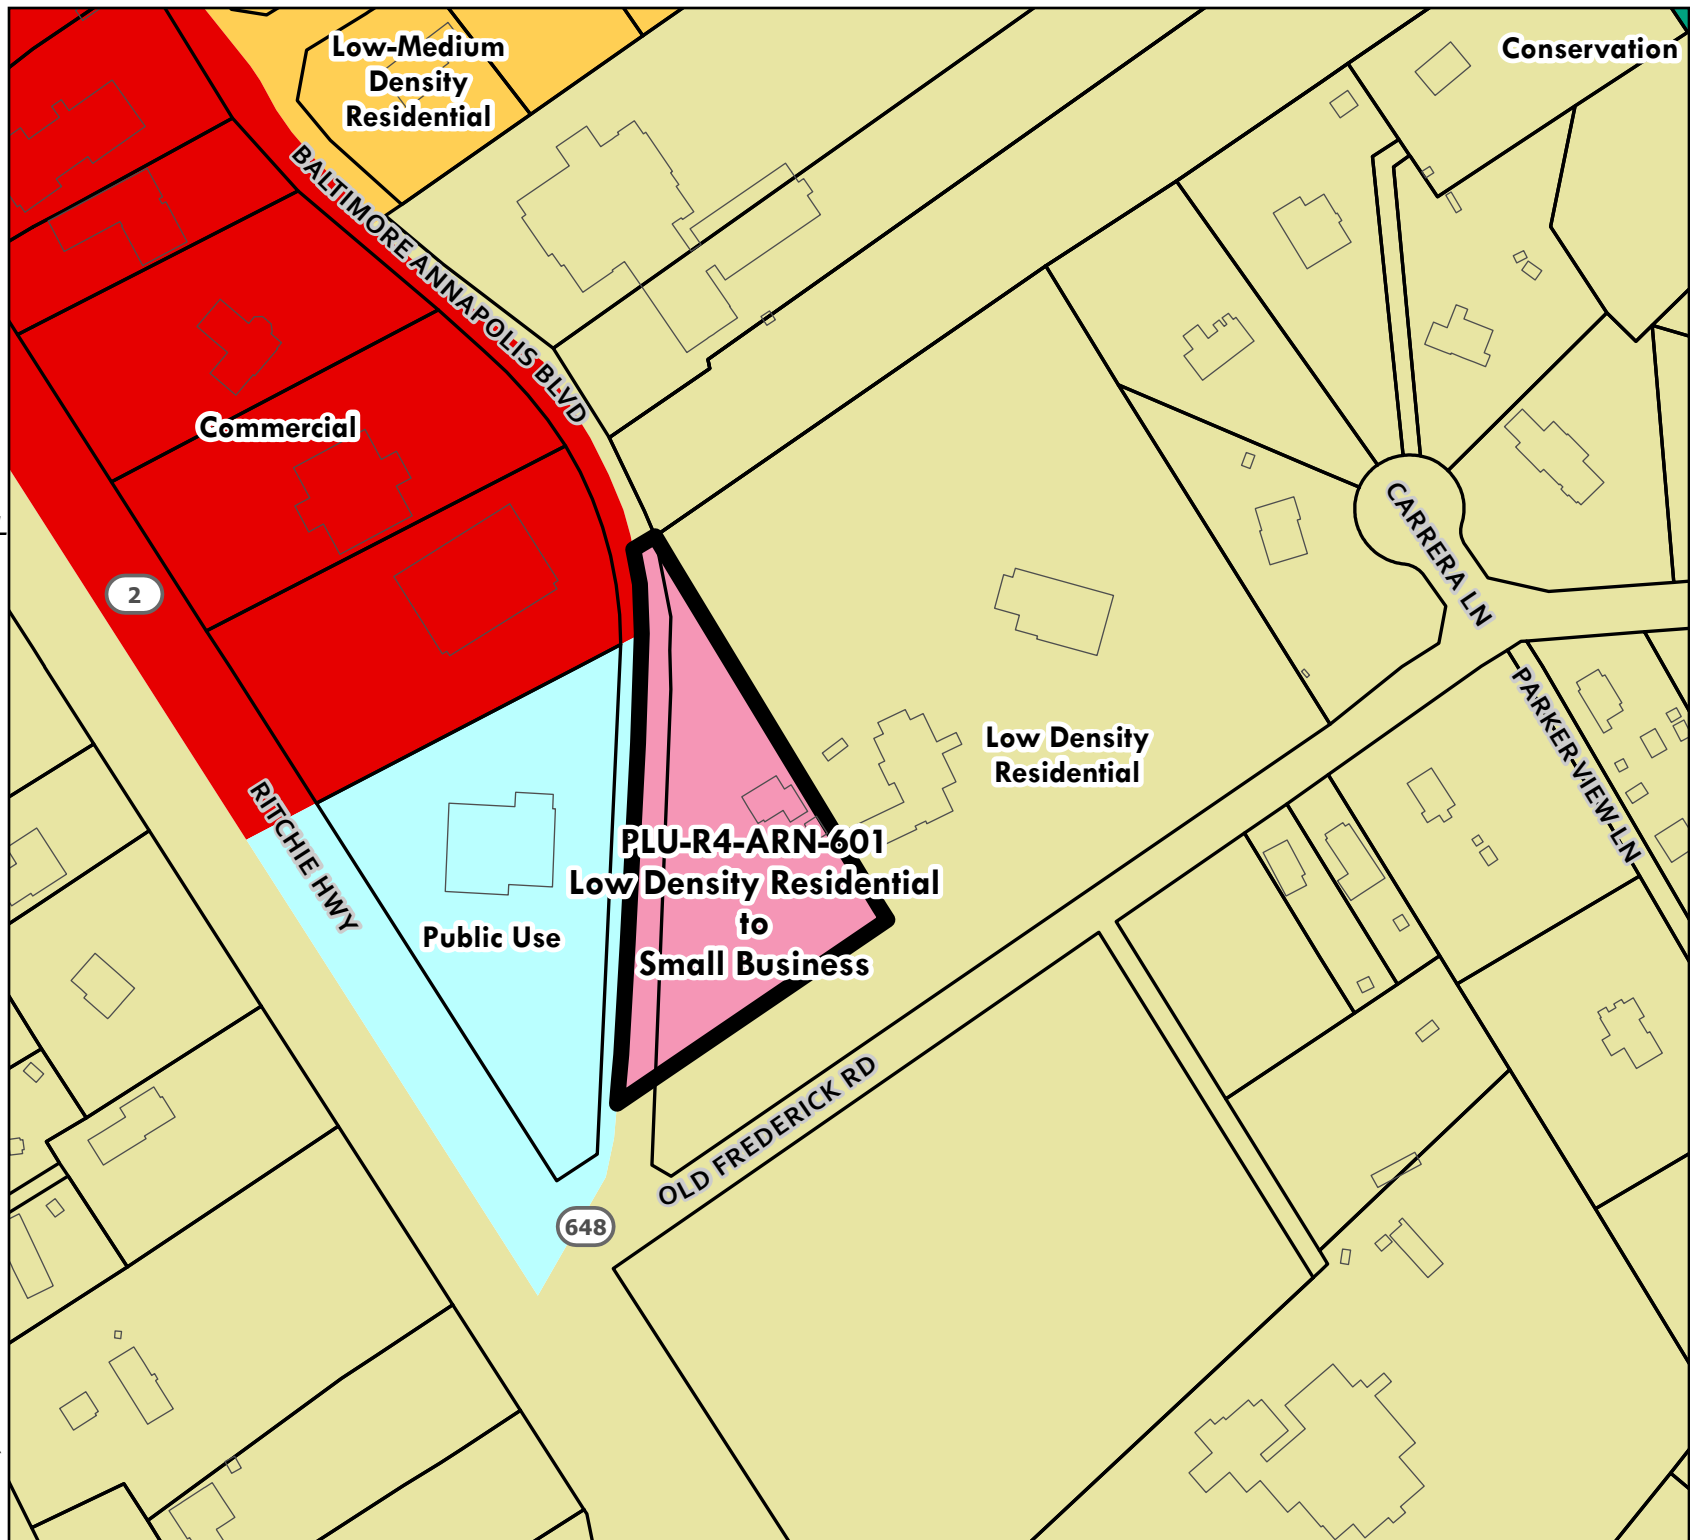 Low-Medium
Density
Residential
Conservation
BALTIMORE ANNAPOLIS BLVD
Commercial
2
CARRERA LN
PARKER-VIEW-LN
Low Density
Residential
RITCHIE HWY
PLU-R4-ARN-601
Low Density Residential
to
Small Business
Public Use
OLD FREDERICK RD
648